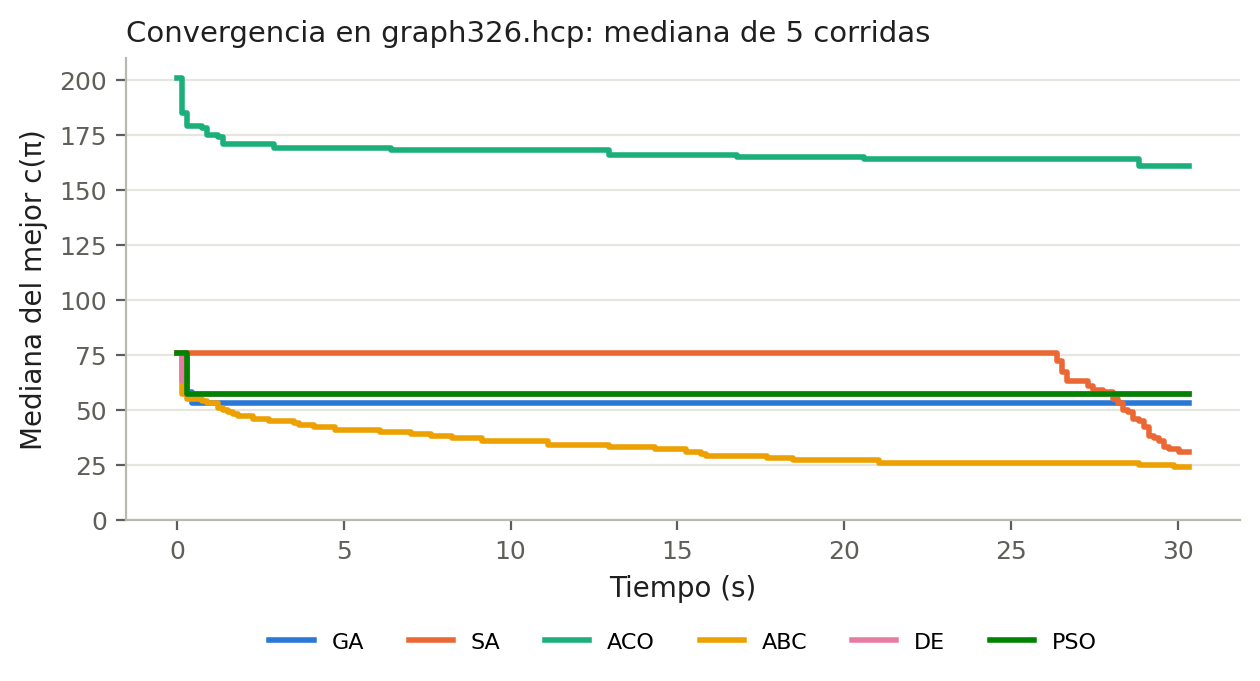 Convergencia en graph326.hcp: mediana de 5 corridas
Mediana del mejor c(π)
200
175
150
125
100
75
50
25
0
0 5 10 15 20 25 30
Tiempo (s)
GA SA ACO ABC DE PSO